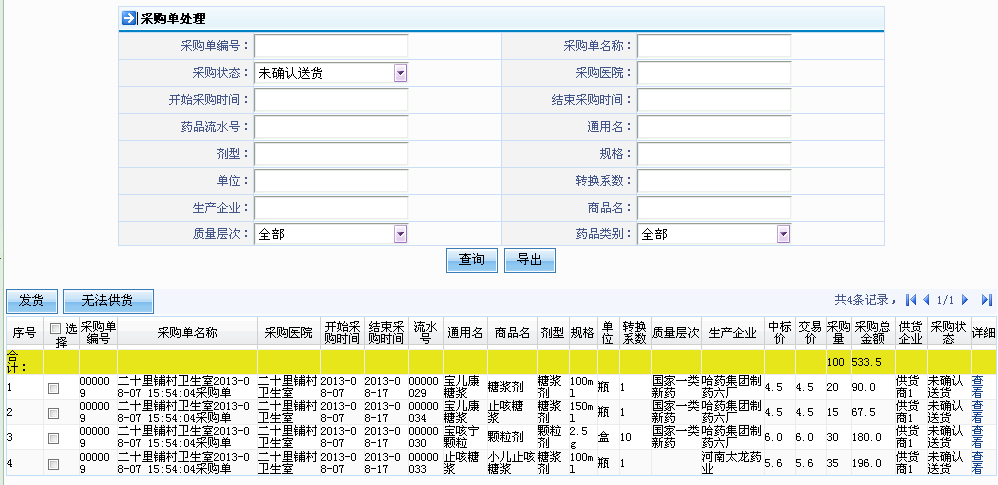 采购单处理
采购单编号： 采购单名称：
采购状态： 未确认送货 采购医院：
开始采购时间： 结束采购时间：
药品流水号： 通用名：
剂型： 规格：
单位： 转换系数：
生产企业： 商品名：
质量层次： 全部 药品类别： 全部
查询 导出
发货 无法供货 共4条记录， 1/1
序号 选择 采购单编号 采购单名称 采购医院 开始采购时间 结束采购时间 流水号 通用名 商品名 剂型 规格 单位 转换系数 质量层次 生产企业 中标价 交易价 采购量 采购总金额 供货企业 采购状态 详细
合计： 100 533.5
1 000009 二十里铺村卫生室2013-08-07 15:54:04采购单 二十里铺村卫生室 2013-08-07 2013-08-17 00000029 宝儿康糖浆 糖浆剂 糖浆剂 100ml 瓶 1 国家一类新药 哈药集团制药六厂 4.5 4.5 20 90.0 供货商1 未确认送货 查看
2 000009 二十里铺村卫生室2013-08-07 15:54:04采购单 二十里铺村卫生室 2013-08-07 2013-08-17 00000034 宝儿康糖浆 止咳糖浆 糖浆剂 150ml 瓶 1 国家一类新药 哈药集团制药六厂 4.5 4.5 15 67.5 供货商1 未确认送货 查看
3 000009 二十里铺村卫生室2013-08-07 15:54:04采购单 二十里铺村卫生室 2013-08-07 2013-08-17 00000030 宝咳宁颗粒 颗粒剂 颗粒剂 2.5g 盒 10 国家一类新药 哈药集团制药六厂 6.0 6.0 30 180.0 供货商1 未确认送货 查看
4 000009 二十里铺村卫生室2013-08-07 15:54:04采购单 二十里铺村卫生室 2013-08-07 2013-08-17 00000033 止咳糖浆 小儿止咳糖浆 糖浆剂 100ml 瓶 1 河南太龙药业 5.6 5.6 35 196.0 供货商1 未确认送货 查看